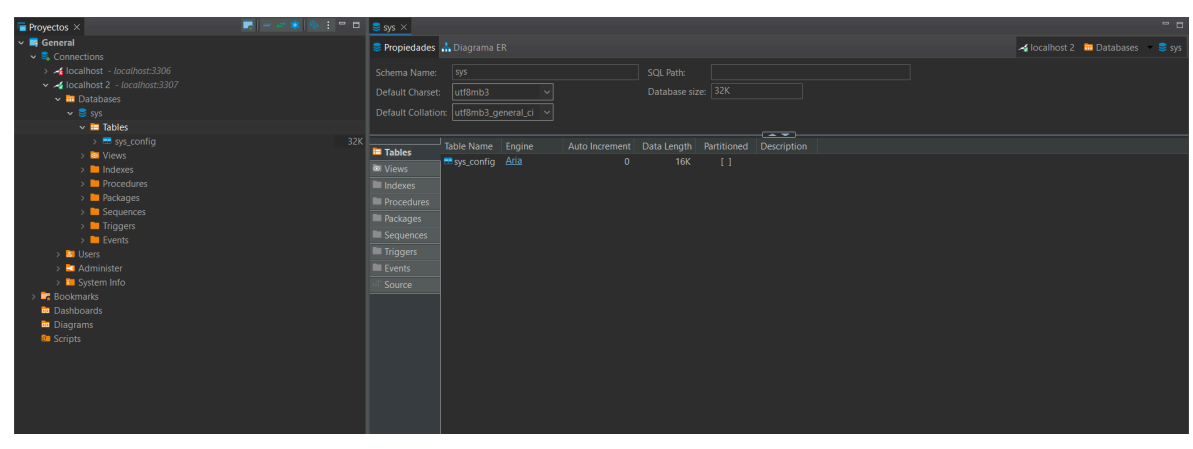 Proyectos
General
Connections
localhost - localhost:3306
localhost 2 - localhost:3307
Databases
sys
Tables
sys_config 32K
Views
Indexes
Procedures
Packages
Sequences
Triggers
Events
Users
Administer
System Info
Bookmarks
Dashboards
Diagrams
Scripts
sys
Propiedades Diagrama ER localhost 2 Databases sys
Schema Name: sys SQL Path:
Default Charset: utf8mb3 Database size: 32K
Default Collation: utf8mb3_general_ci
Tables
Views
Indexes
Procedures
Packages
Sequences
Triggers
Events
Source
Table Name Engine Auto Increment Data Length Partitioned Description
sys_config Aria 0 16K [ ]